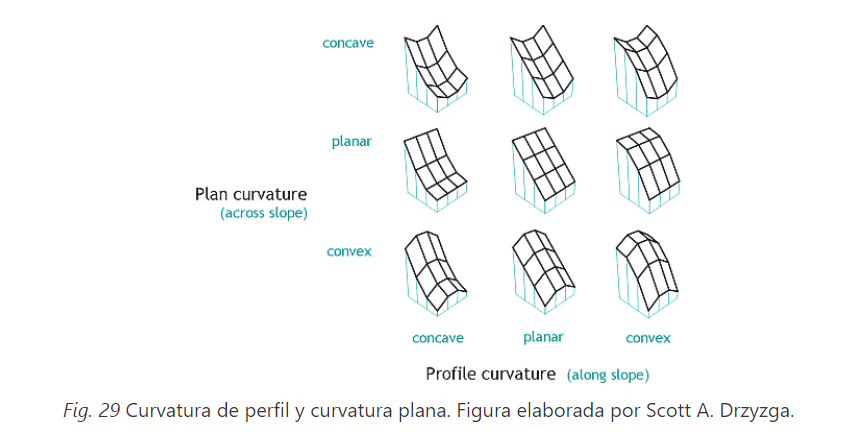 concave
planar
Plan curvature
(across slope)
convex
concave planar convex
Profile curvature (along slope)
Fig. 29 Curvatura de perfil y curvatura plana. Figura elaborada por Scott A. Drzyzga.